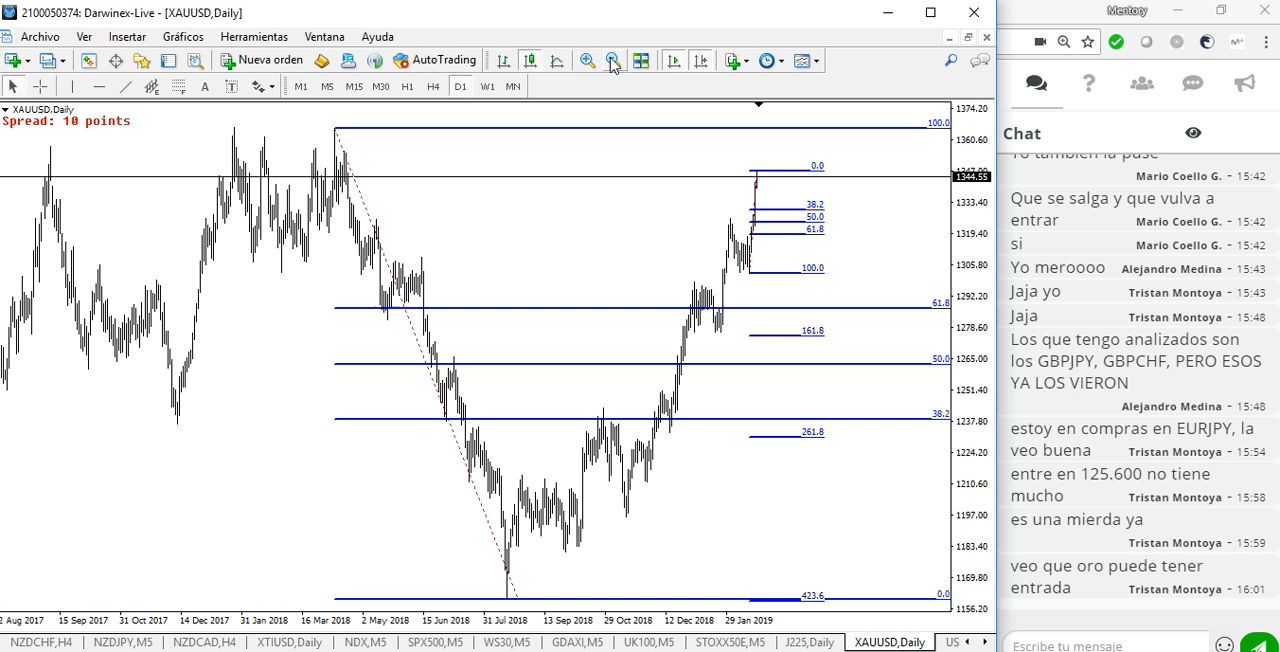 2100050374: Darwinex-Live - [XAUUSD,Daily]
Archivo Ver Insertar Gráficos Herramientas Ventana Ayuda
Nueva orden AutoTrading
A T M1 M5 M15 M30 H1 H4 D1 W1 MN
XAUUSD,Daily
Spread: 10 points
100.0
0.0
38.2
50.0
61.8
100.0
61.8
161.8
50.0
38.2
261.8
423.6
0.0
1374.20
1360.60
1344.55
1333.40
1319.40
1305.80
1292.20
1278.60
1265.00
1251.40
1237.80
1224.20
1210.60
1197.00
1183.40
1169.80
1156.20
2 Aug 2017 15 Sep 2017 31 Oct 2017 14 Dec 2017 31 Jan 2018 16 Mar 2018 2 May 2018 15 Jun 2018 31 Jul 2018 13 Sep 2018 29 Oct 2018 12 Dec 2018 29 Jan 2019
NZDCHF,H4 NZDJPY,M5 NZDCAD,H4 XTIUSD,Daily NDX,M5 SPX500,M5 WS30,M5 GDAXI,M5 UK100,M5 STOXX50E,M5 J225,Daily XAUUSD,Daily US
Mentory
Chat
Yo también la puse
Mario Coello G. - 15:42
Que se salga y que vulva a
entrar Mario Coello G. - 15:42
si Mario Coello G. - 15:42
Yo meroooo Alejandro Medina - 15:43
Jaja yo Tristan Montoya - 15:43
Jaja Tristan Montoya - 15:48
Los que tengo analizados son
los GBPJPY, GBPCHF, PERO ESOS
YA LOS VIERON
Alejandro Medina - 15:48
estoy en compras en EURJPY, la
veo buena Tristan Montoya - 15:54
entre en 125.600 no tiene
mucho Tristan Montoya - 15:58
es una mierda ya
Tristan Montoya - 15:59
veo que oro puede tener
entrada Tristan Montoya - 16:01
Escribe tu mensaje